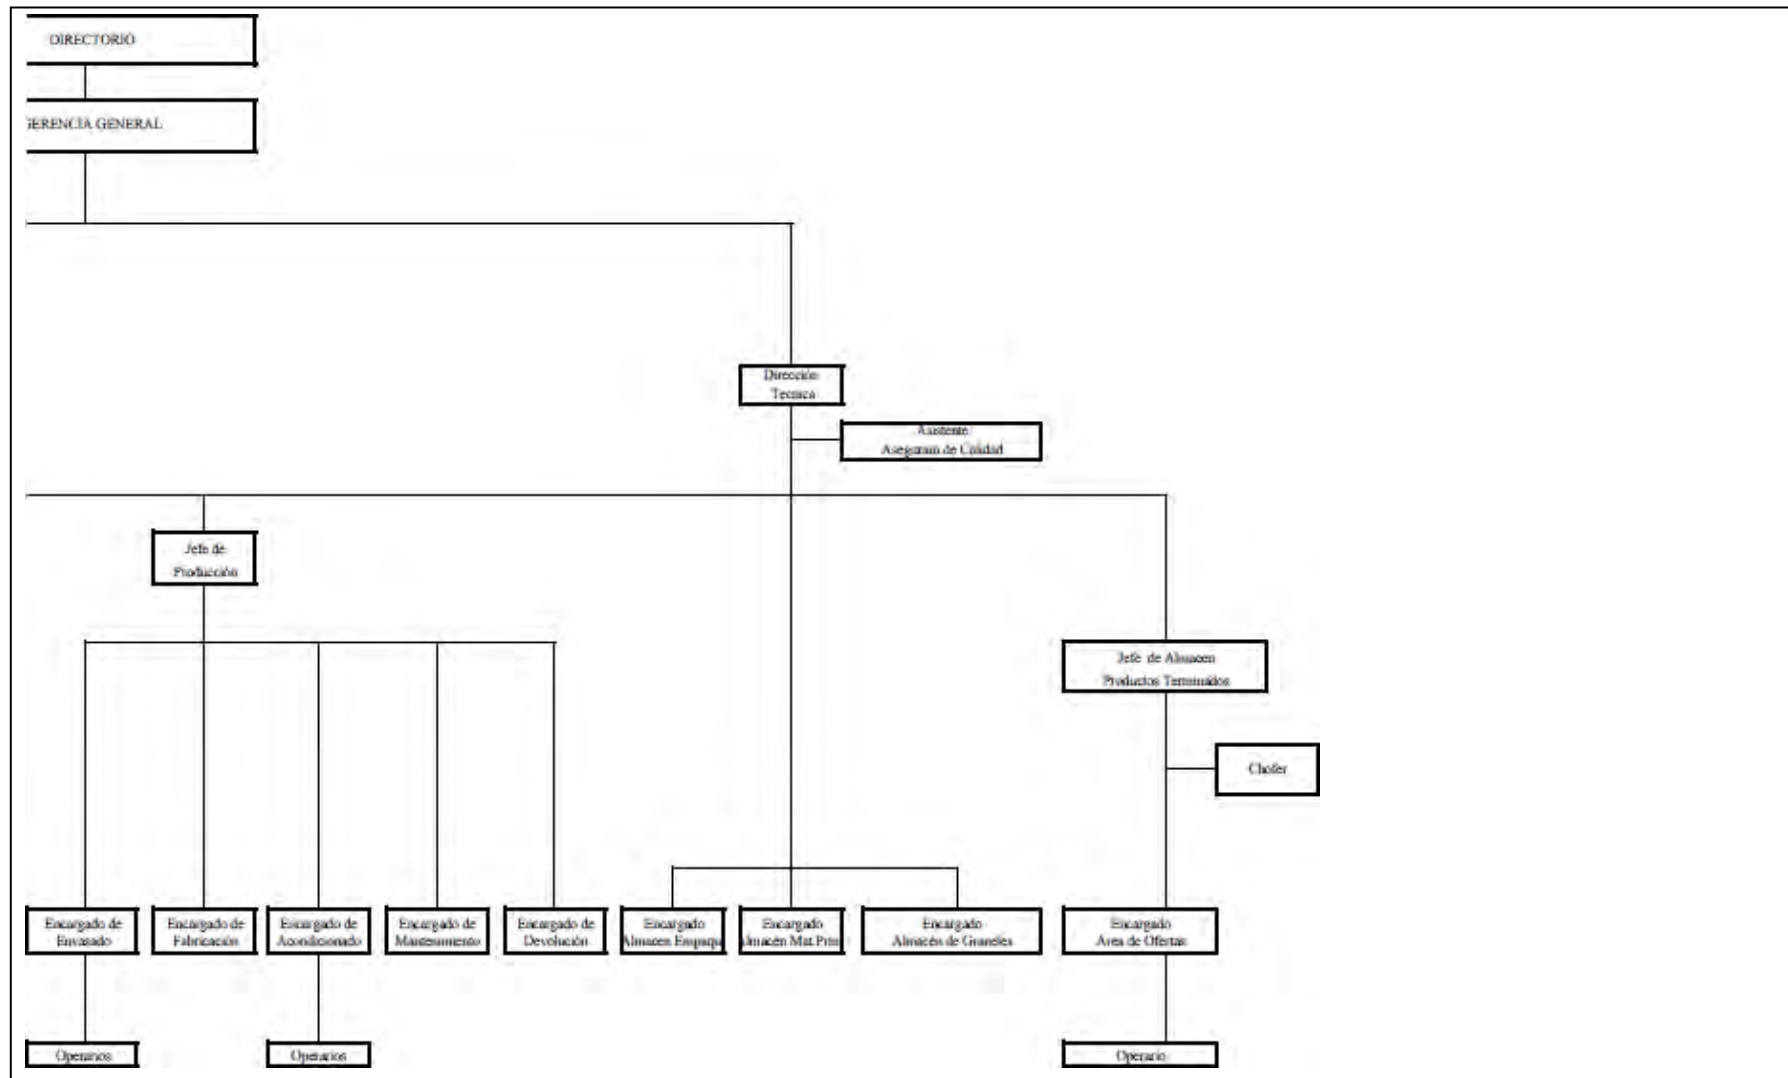 DIRECTORIO
GERENCIA GENERAL
Dirección
Tecnica
Asistente
Aseguram de Calidad
Jefe de
Producción
Jefe de Almacen
Productos Terminádos
Chofer
Encargado de
Envasado
Encargado de
Fabricación
Encargado de
Acondicionado
Encargado de
Mantenimiento
Encargado de
Devolución
Encargado
Almacen Empaqu
Encargado
Almacén Mat.Prim
Encargado
Almacén de Graneles
Encargado
Area de Ofertas
Operarios
Operarios
Operario